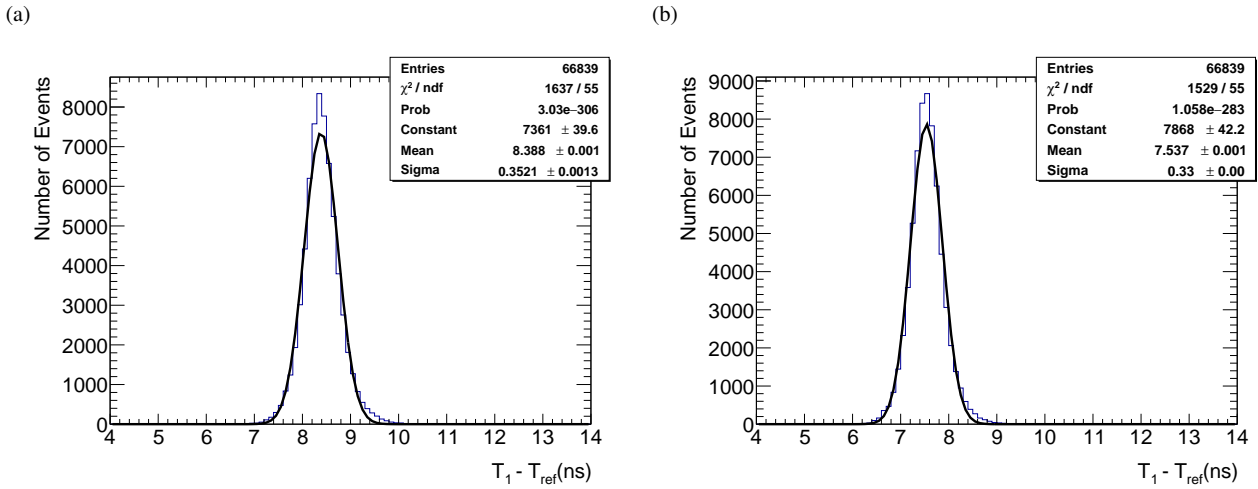 (a)
Entries 66839
χ² / ndf 1637 / 55
Prob 3.03e−306
Constant 7361 ± 39.6
Mean 8.388 ± 0.001
Sigma 0.3521 ± 0.0013
Number of Events
8000
7000
6000
5000
4000
3000
2000
1000
0
4 5 6 7 8 9 10 11 12 13 14
T1 - Tref(ns)
(b)
Entries 66839
χ² / ndf 1529 / 55
Prob 1.058e−283
Constant 7868 ± 42.2
Mean 7.537 ± 0.001
Sigma 0.33 ± 0.00
Number of Events
9000
8000
7000
6000
5000
4000
3000
2000
1000
0
4 5 6 7 8 9 10 11 12 13 14
T1 - Tref(ns)